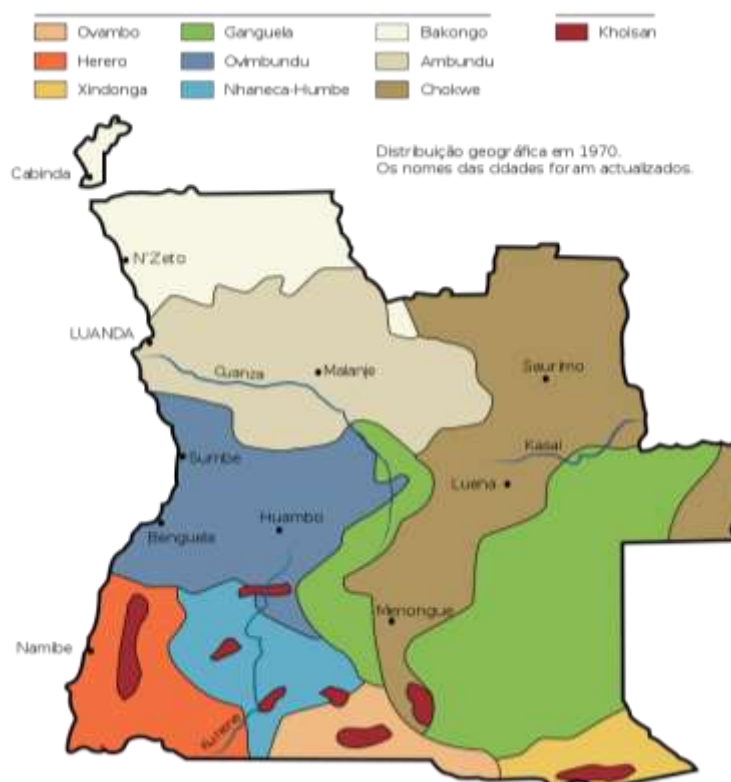 Ovambo
Ganguela
Bakongo
Khoisan
Herero
Ovimbundu
Ambundu
Xindonga
Nhaneca-Humbe
Chokwe
Distribuição geográfica em 1970.
Os nomes das cidades foram actualizados.
Cabinda
N'Zeto
LUANDA
Cuanza
Malanje
Saurimo
Kasai
Sumbe
Luena
Huambo
Benguela
Menongue
Namibe
Kunene